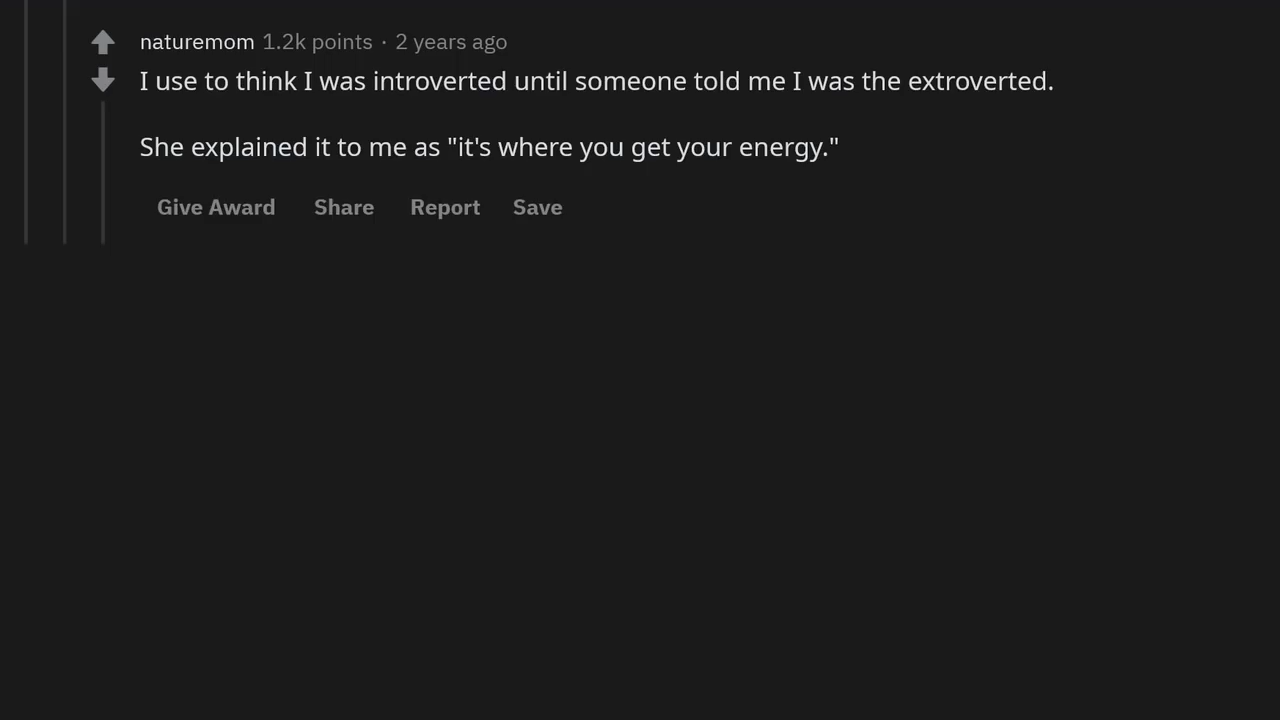 naturemom 1.2k points · 2 years ago
I use to think I was introverted until someone told me I was the extroverted.
She explained it to me as "it's where you get your energy."
Give Award Share Report Save